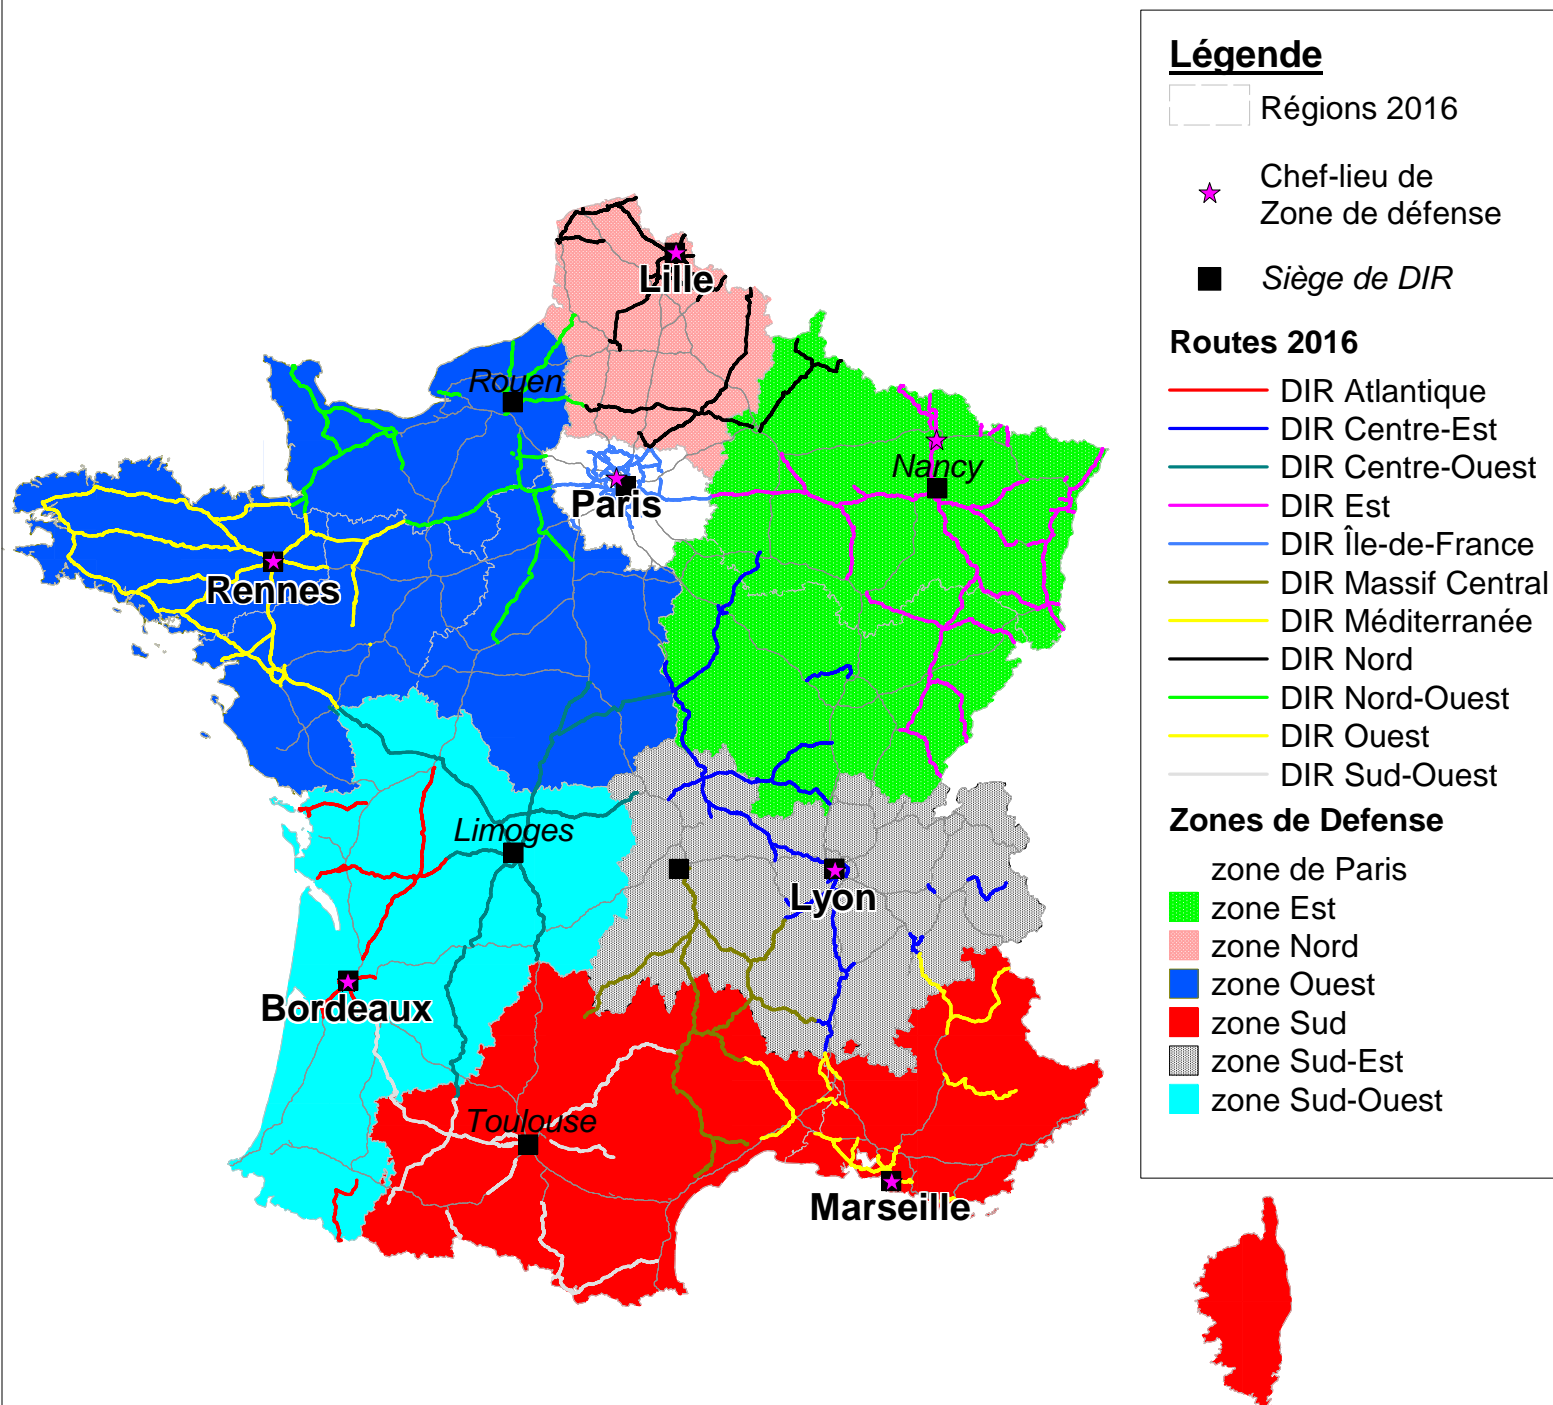 Légende
Régions 2016
Chef-lieu de
Zone de défense
Siège de DIR
Routes 2016
DIR Atlantique
DIR Centre-Est
DIR Centre-Ouest
DIR Est
DIR Île-de-France
DIR Massif Central
DIR Méditerranée
DIR Nord
DIR Nord-Ouest
DIR Ouest
DIR Sud-Ouest
Zones de Defense
zone de Paris
zone Est
zone Nord
zone Ouest
zone Sud
zone Sud-Est
zone Sud-Ouest
Lille
Rouen
Nancy
Paris
Rennes
Limoges
Lyon
Bordeaux
Toulouse
Marseille